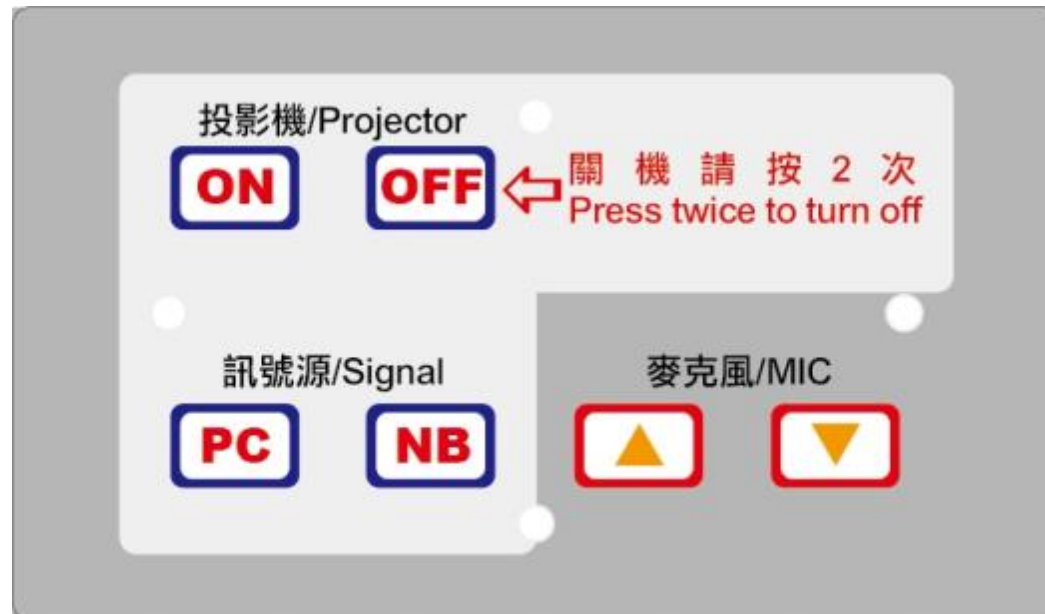 投影機/Projector
ON OFF
關機請按2次
Press twice to turn off
訊號源/Signal
PC NB
麥克風/MIC